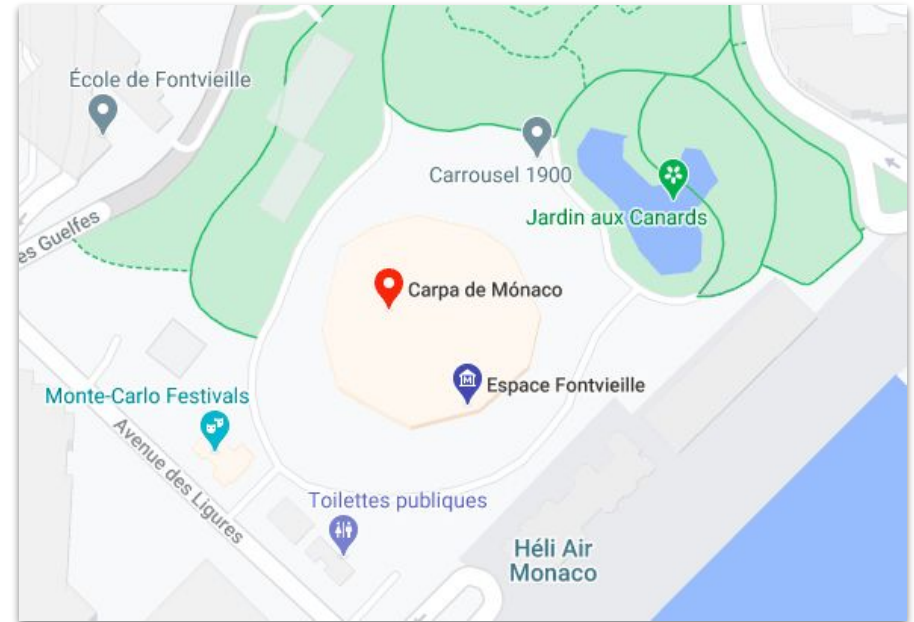 École de Fontvieille
Carrousel 1900
Jardin aux Canards
es Guelfes
Carpa de Mónaco
Espace Fontvieille
Monte-Carlo Festivals
Avenue des Ligures
Toilettes publiques
Héli Air
Monaco